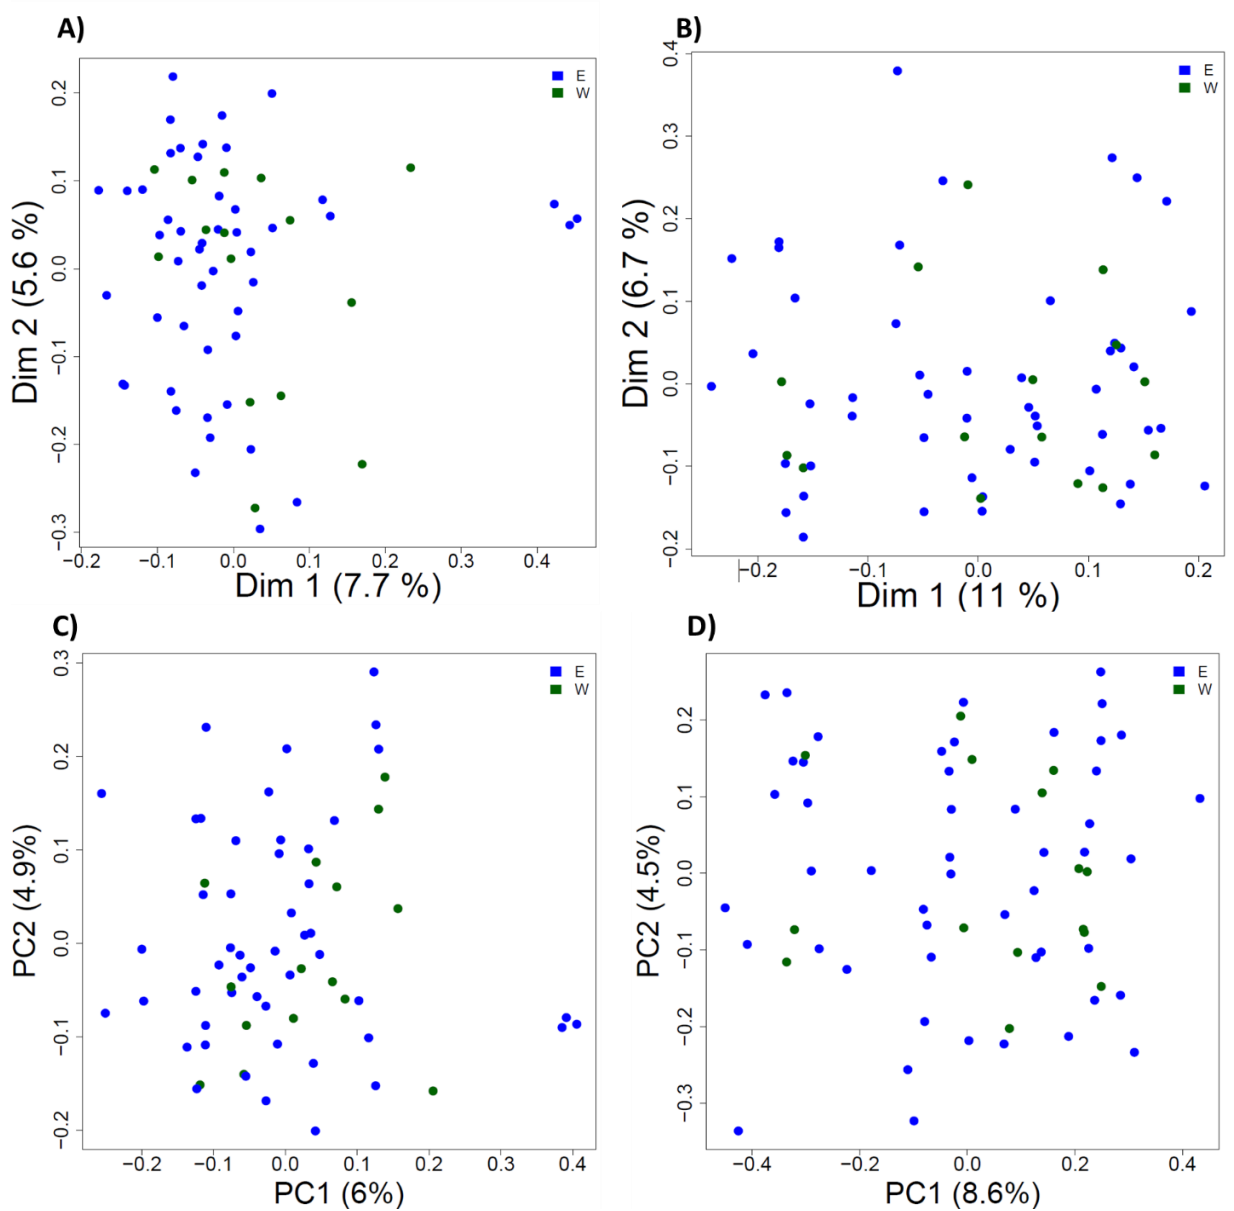 A)
E
W
0.2
0.1
0.0
−0.1
−0.2
−0.3
Dim 2 (5.6 %)
−0.2 −0.1 0.0 0.1 0.2 0.3 0.4
Dim 1 (7.7 %)
B)
E
W
0.4
0.3
0.2
0.1
0.0
−0.1
−0.2
Dim 2 (6.7 %)
−0.2 −0.1 0.0 0.1 0.2
Dim 1 (11 %)
C)
E
W
0.3
0.2
0.1
0.0
−0.1
−0.2
PC2 (4.9%)
−0.2 −0.1 0.0 0.1 0.2 0.3 0.4
PC1 (6%)
D)
E
W
0.2
0.1
0.0
−0.1
−0.2
−0.3
PC2 (4.5%)
−0.4 −0.2 0.0 0.2 0.4
PC1 (8.6%)